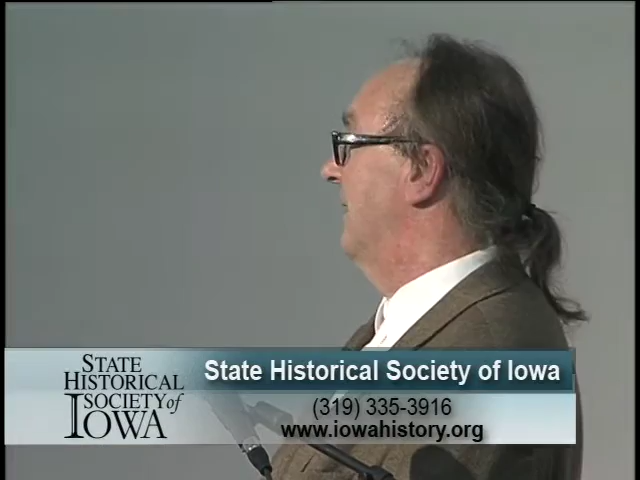 STATE
HISTORICAL
SOCIETY of
IOWA
State Historical Society of Iowa
(319) 335-3916
www.iowahistory.org